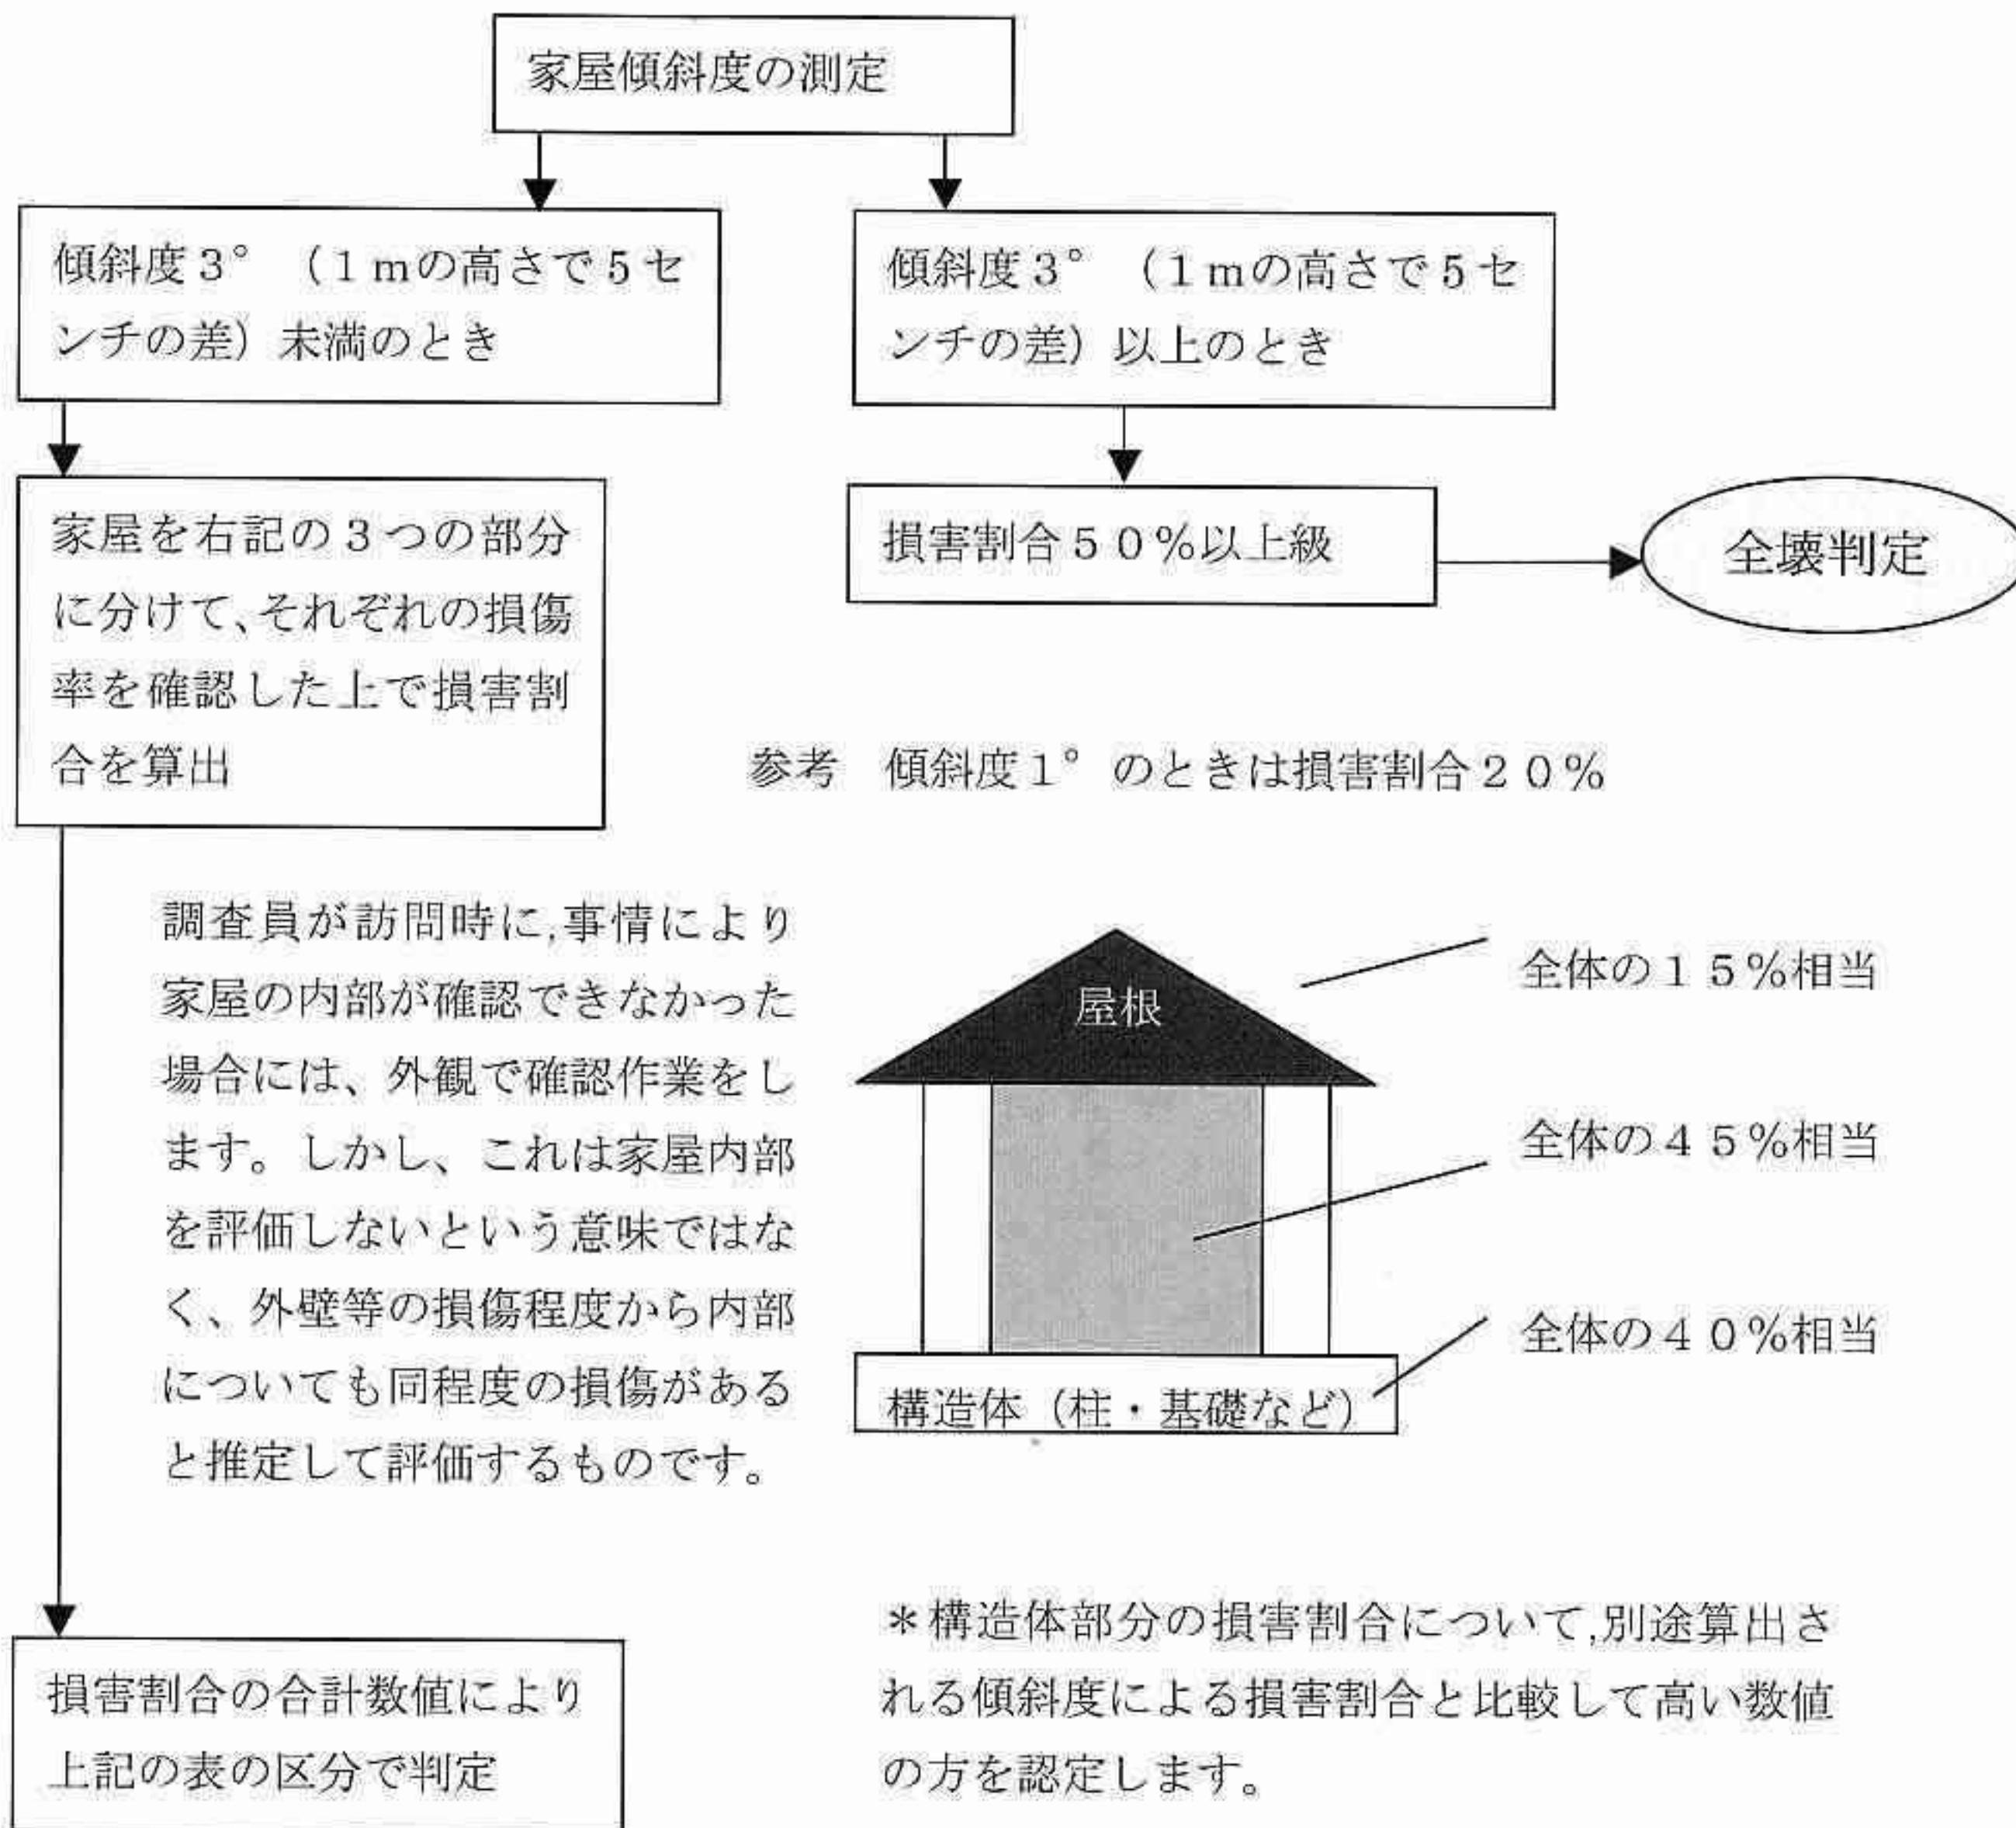 家屋傾斜度の測定
傾斜度3°（1mの高さで5セ
ンチの差）未満のとき
傾斜度3°（1mの高さで5セ
ンチの差）以上のとき
家屋を右記の3つの部分
に分けて､それぞれの損傷
率を確認した上で損害割
合を算出
損害割合50%以上級
全壊判定
参考　傾斜度1°のときは損害割合20%
調査員が訪問時に,事情により
家屋の内部が確認できなかった
場合には、外観で確認作業をし
ます。しかし、これは家屋内部
を評価しないという意味ではな
く、外壁等の損傷程度から内部
についても同程度の損傷がある
と推定して評価するものです。
屋根
全体の15%相当
全体の45%相当
全体の40%相当
構造体（柱・基礎など）
＊構造体部分の損害割合について,別途算出さ
れる傾斜度による損害割合と比較して高い数値
の方を認定します。
損害割合の合計数値により
上記の表の区分で判定